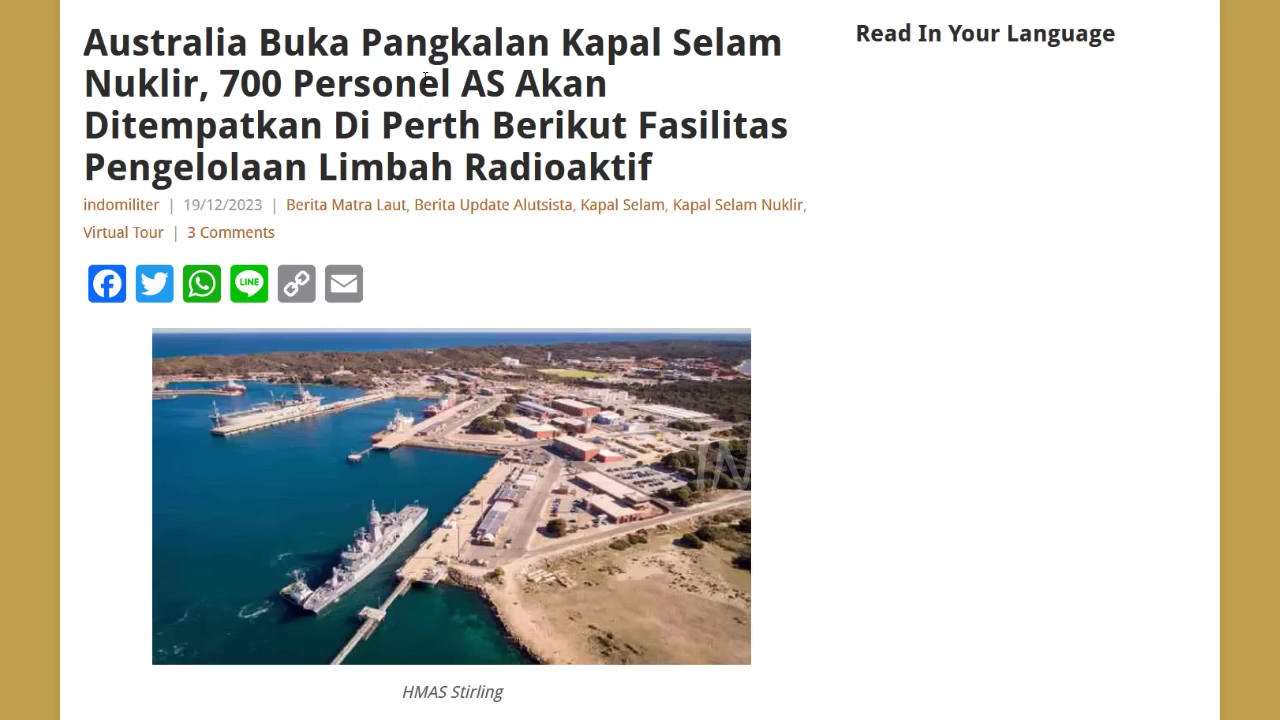 Australia Buka Pangkalan Kapal Selam
Nuklir, 700 Personel AS Akan
Ditempatkan Di Perth Berikut Fasilitas
Pengelolaan Limbah Radioaktif
indomiliter | 19/12/2023 | Berita Matra Laut, Berita Update Alutsista, Kapal Selam, Kapal Selam Nuklir,
Virtual Tour | 3 Comments
LINE
HMAS Stirling
Read In Your Language